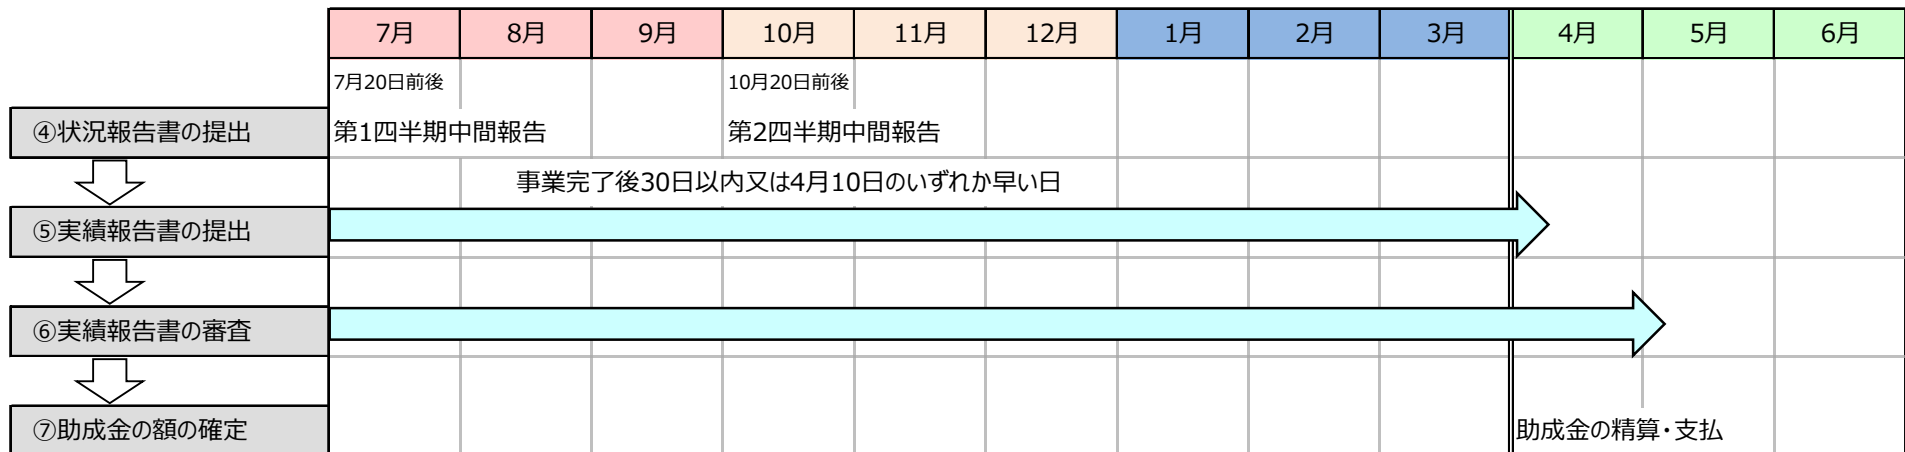 7月 8月 9月 10月 11月 12月 1月 2月 3月 4月 5月 6月
7月20日前後 10月20日前後
④状況報告書の提出 第1四半期中間報告 第2四半期中間報告
事業完了後30日以内又は4月10日のいずれか早い日
⑤実績報告書の提出
⑥実績報告書の審査
⑦助成金の額の確定 助成金の精算・支払